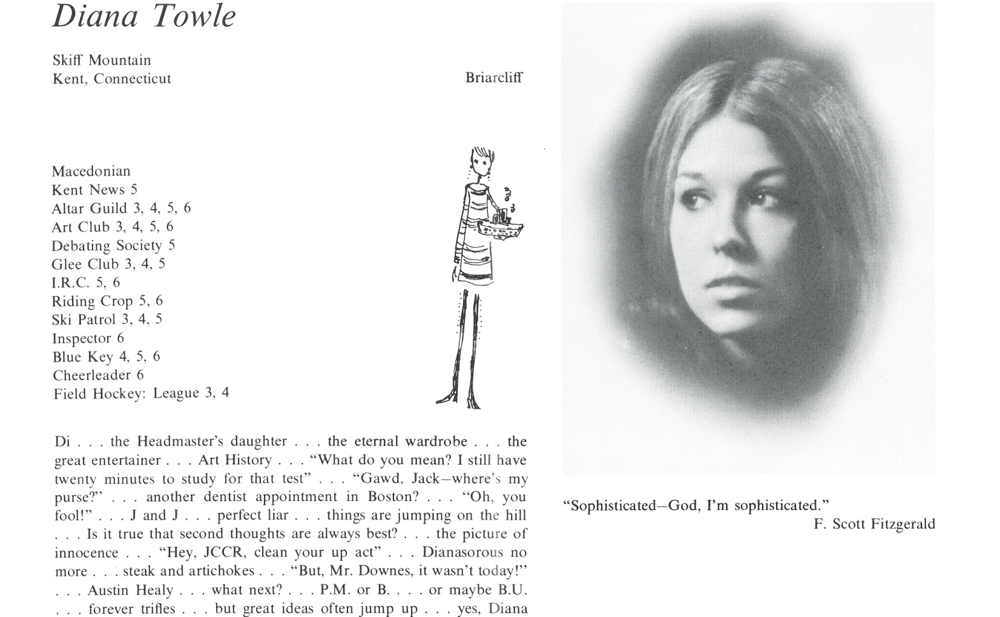 Diana Towle
Skiff Mountain
Kent, Connecticut
Briarcliff
Macedonian
Kent News 5
Altar Guild 3, 4, 5, 6
Art Club 3, 4, 5, 6
Debating Society 5
Glee Club 3, 4, 5
I.R.C. 5, 6
Riding Crop 5, 6
Ski Patrol 3, 4, 5
Inspector 6
Blue Key 4, 5, 6
Cheerleader 6
Field Hockey: League 3, 4
Di . . . the Headmaster's daughter . . . the eternal wardrobe . . . the
great entertainer . . . Art History . . . “What do you mean? I still have
twenty minutes to study for that test” . . . “Gawd, Jack—where's my
purse?” . . . another dentist appointment in Boston? . . . “Oh, you
fool!” . . . J and J . . . perfect liar . . . things are jumping on the hill
. . . Is it true that second thoughts are always best? . . . the picture of
innocence . . . “Hey, JCCR, clean your up act” . . . Dianasorous no
more . . . steak and artichokes . . . “But, Mr. Downes, it wasn't today!”
. . . Austin Healy . . . what next? . . . P.M. or B. . . . or maybe B.U.
. . . forever trifles . . . but great ideas often jump up . . . yes, Diana
“Sophisticated—God, I'm sophisticated.”
F. Scott Fitzgerald